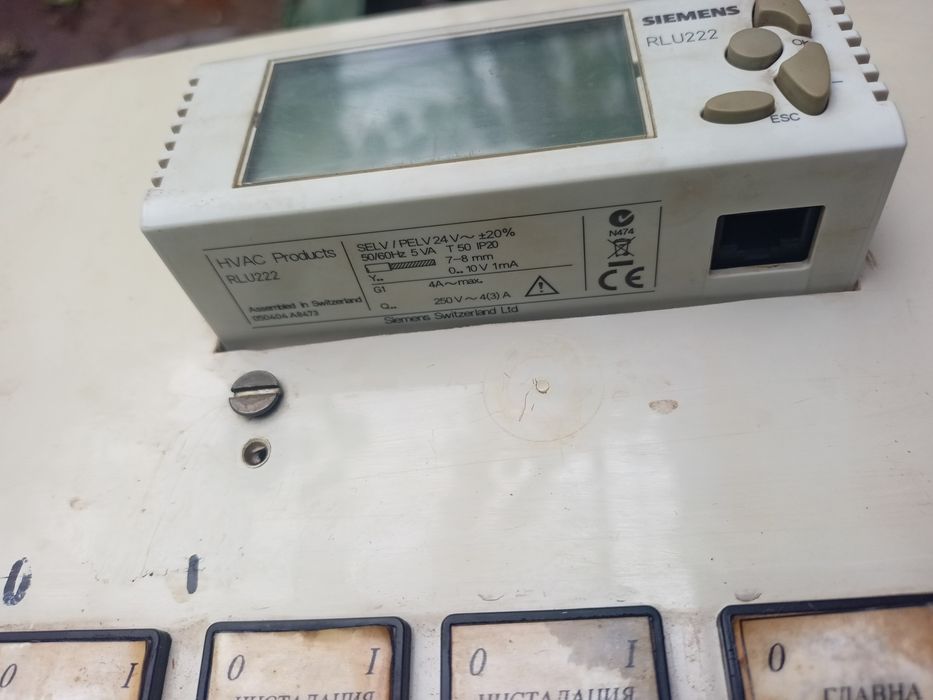 SIEMENS
RLU222
OK
ESC
HVAC Products
RLU222
Assembled in Switzerland
050404 A8473
SELV / PELV 24 V ~ ±20%
50/60Hz 5 VA T 50 IP20
7-8 mm
Y.. 0.. 10 V 1mA
G1 4A~max.
Q.. 250 V ~ 4(3) A
N474
CE
Siemens Switzerland Ltd
0 I
0 I
0 I
ИНСТАЛАЦИЯ
0 I
ИНСТАЛАЦИЯ
0
ГЛАВНА